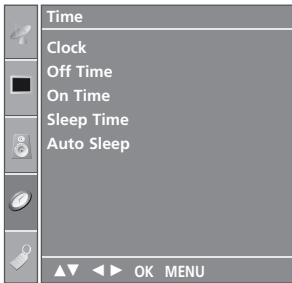 Time
Clock
Off Time
On Time
Sleep Time
Auto Sleep
▲▼ ◄► OK MENU